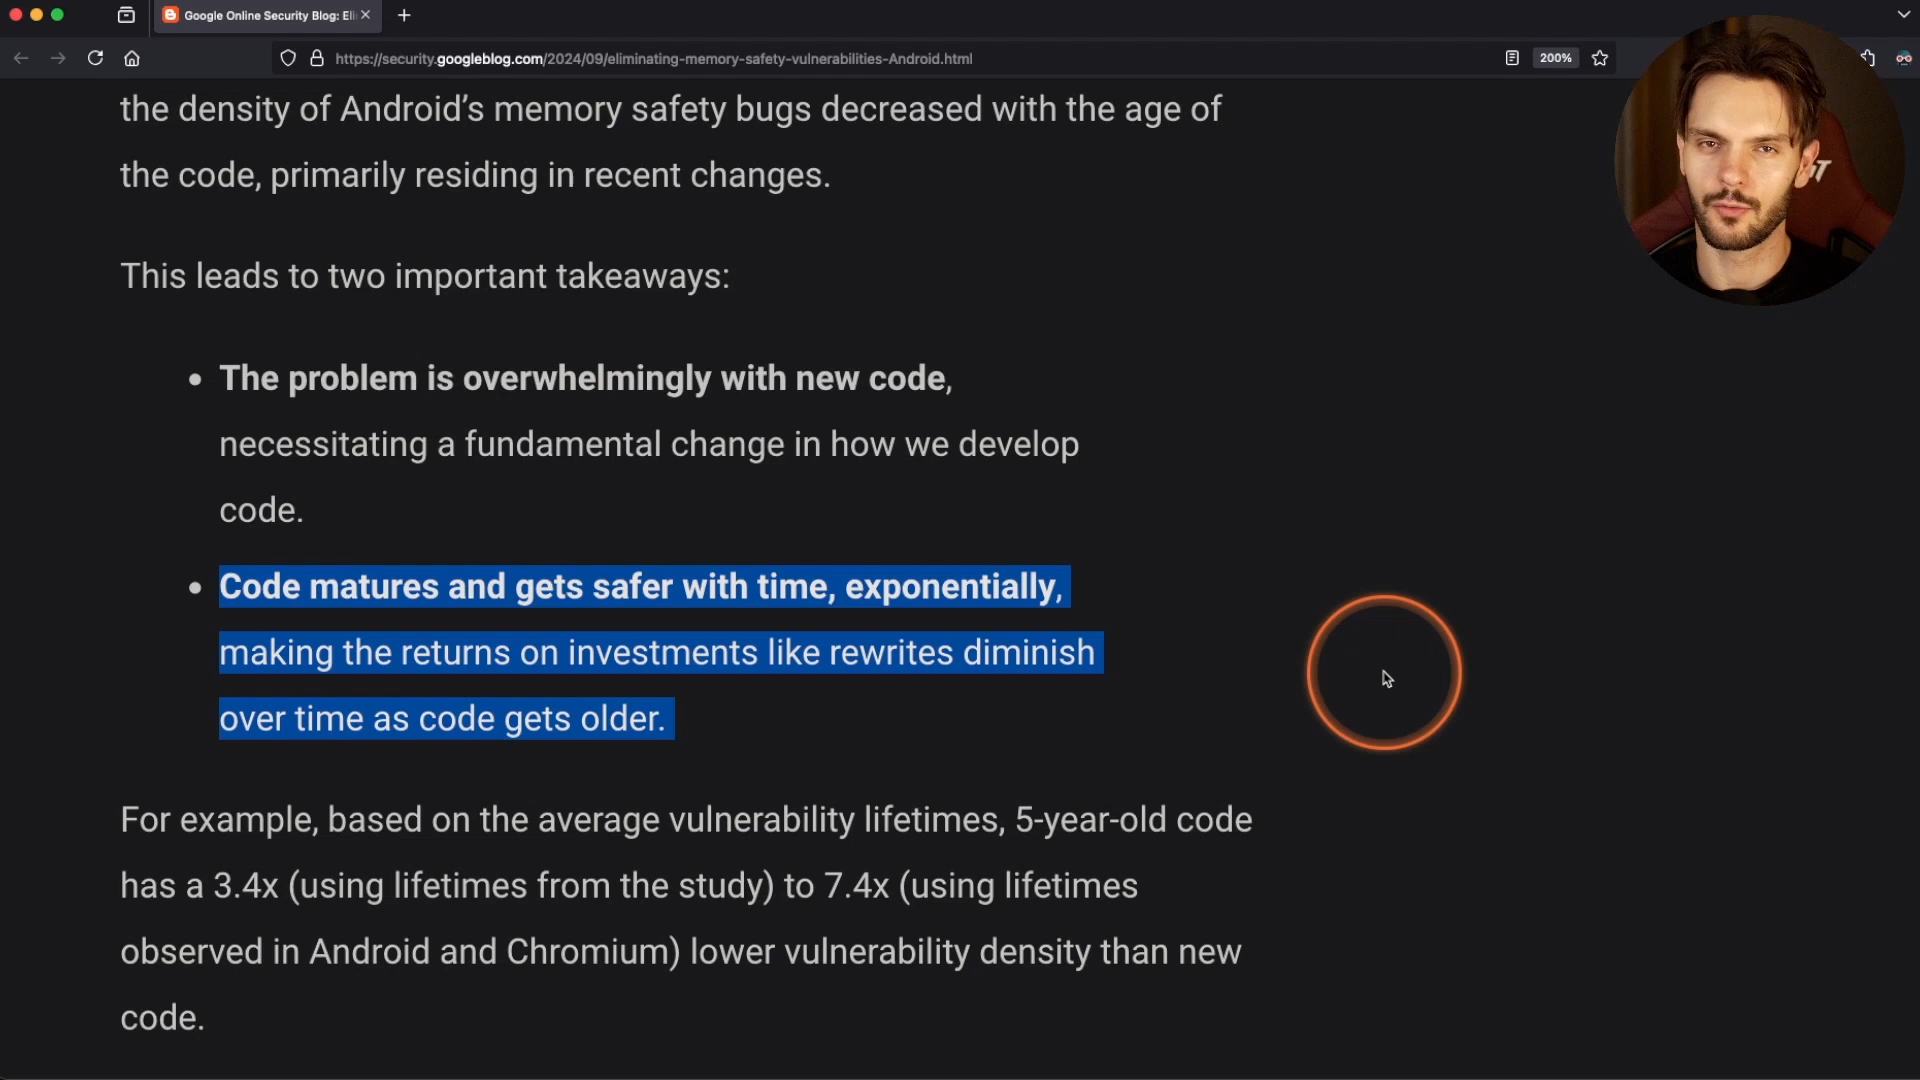 Google Online Security Blog: Eli
https://security.googleblog.com/2024/09/eliminating-memory-safety-vulnerabilities-Android.html
200%
the density of Android’s memory safety bugs decreased with the age of
the code, primarily residing in recent changes.
This leads to two important takeaways:
• The problem is overwhelmingly with new code,
necessitating a fundamental change in how we develop
code.
• Code matures and gets safer with time, exponentially,
making the returns on investments like rewrites diminish
over time as code gets older.
For example, based on the average vulnerability lifetimes, 5-year-old code
has a 3.4x (using lifetimes from the study) to 7.4x (using lifetimes
observed in Android and Chromium) lower vulnerability density than new
code.